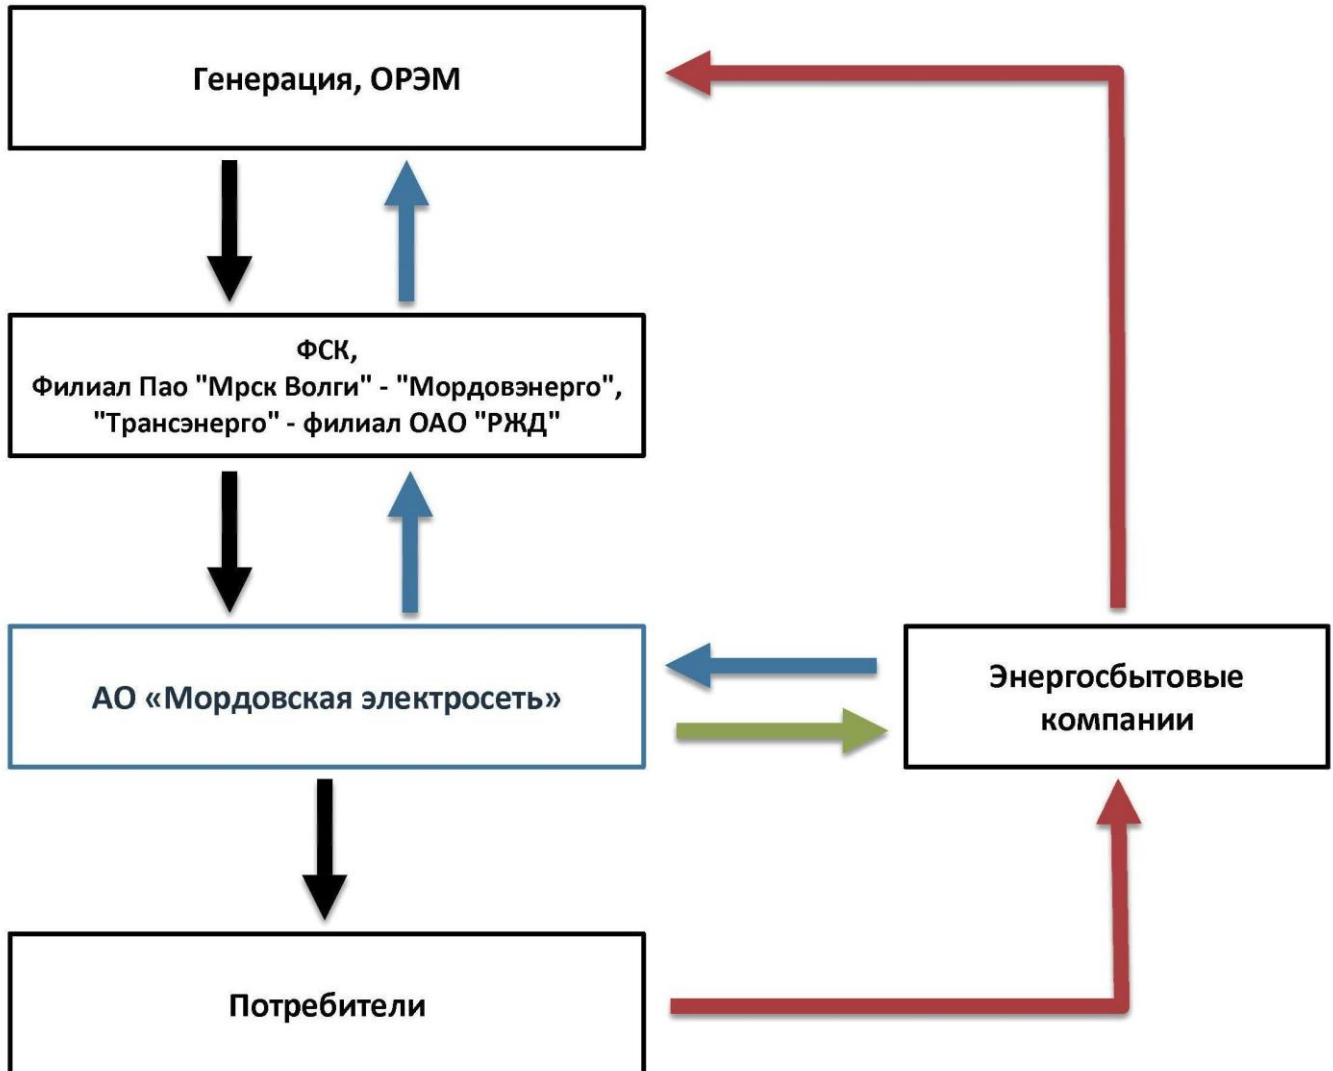 Генерация, ОРЭМ
ФСК,
Филиал Пао "Мрск Волги" - "Мордовэнерго",
"Трансэнерго" - филиал ОАО "РЖД"
АО «Мордовская электросеть»
Энергосбытовые
компании
Потребители